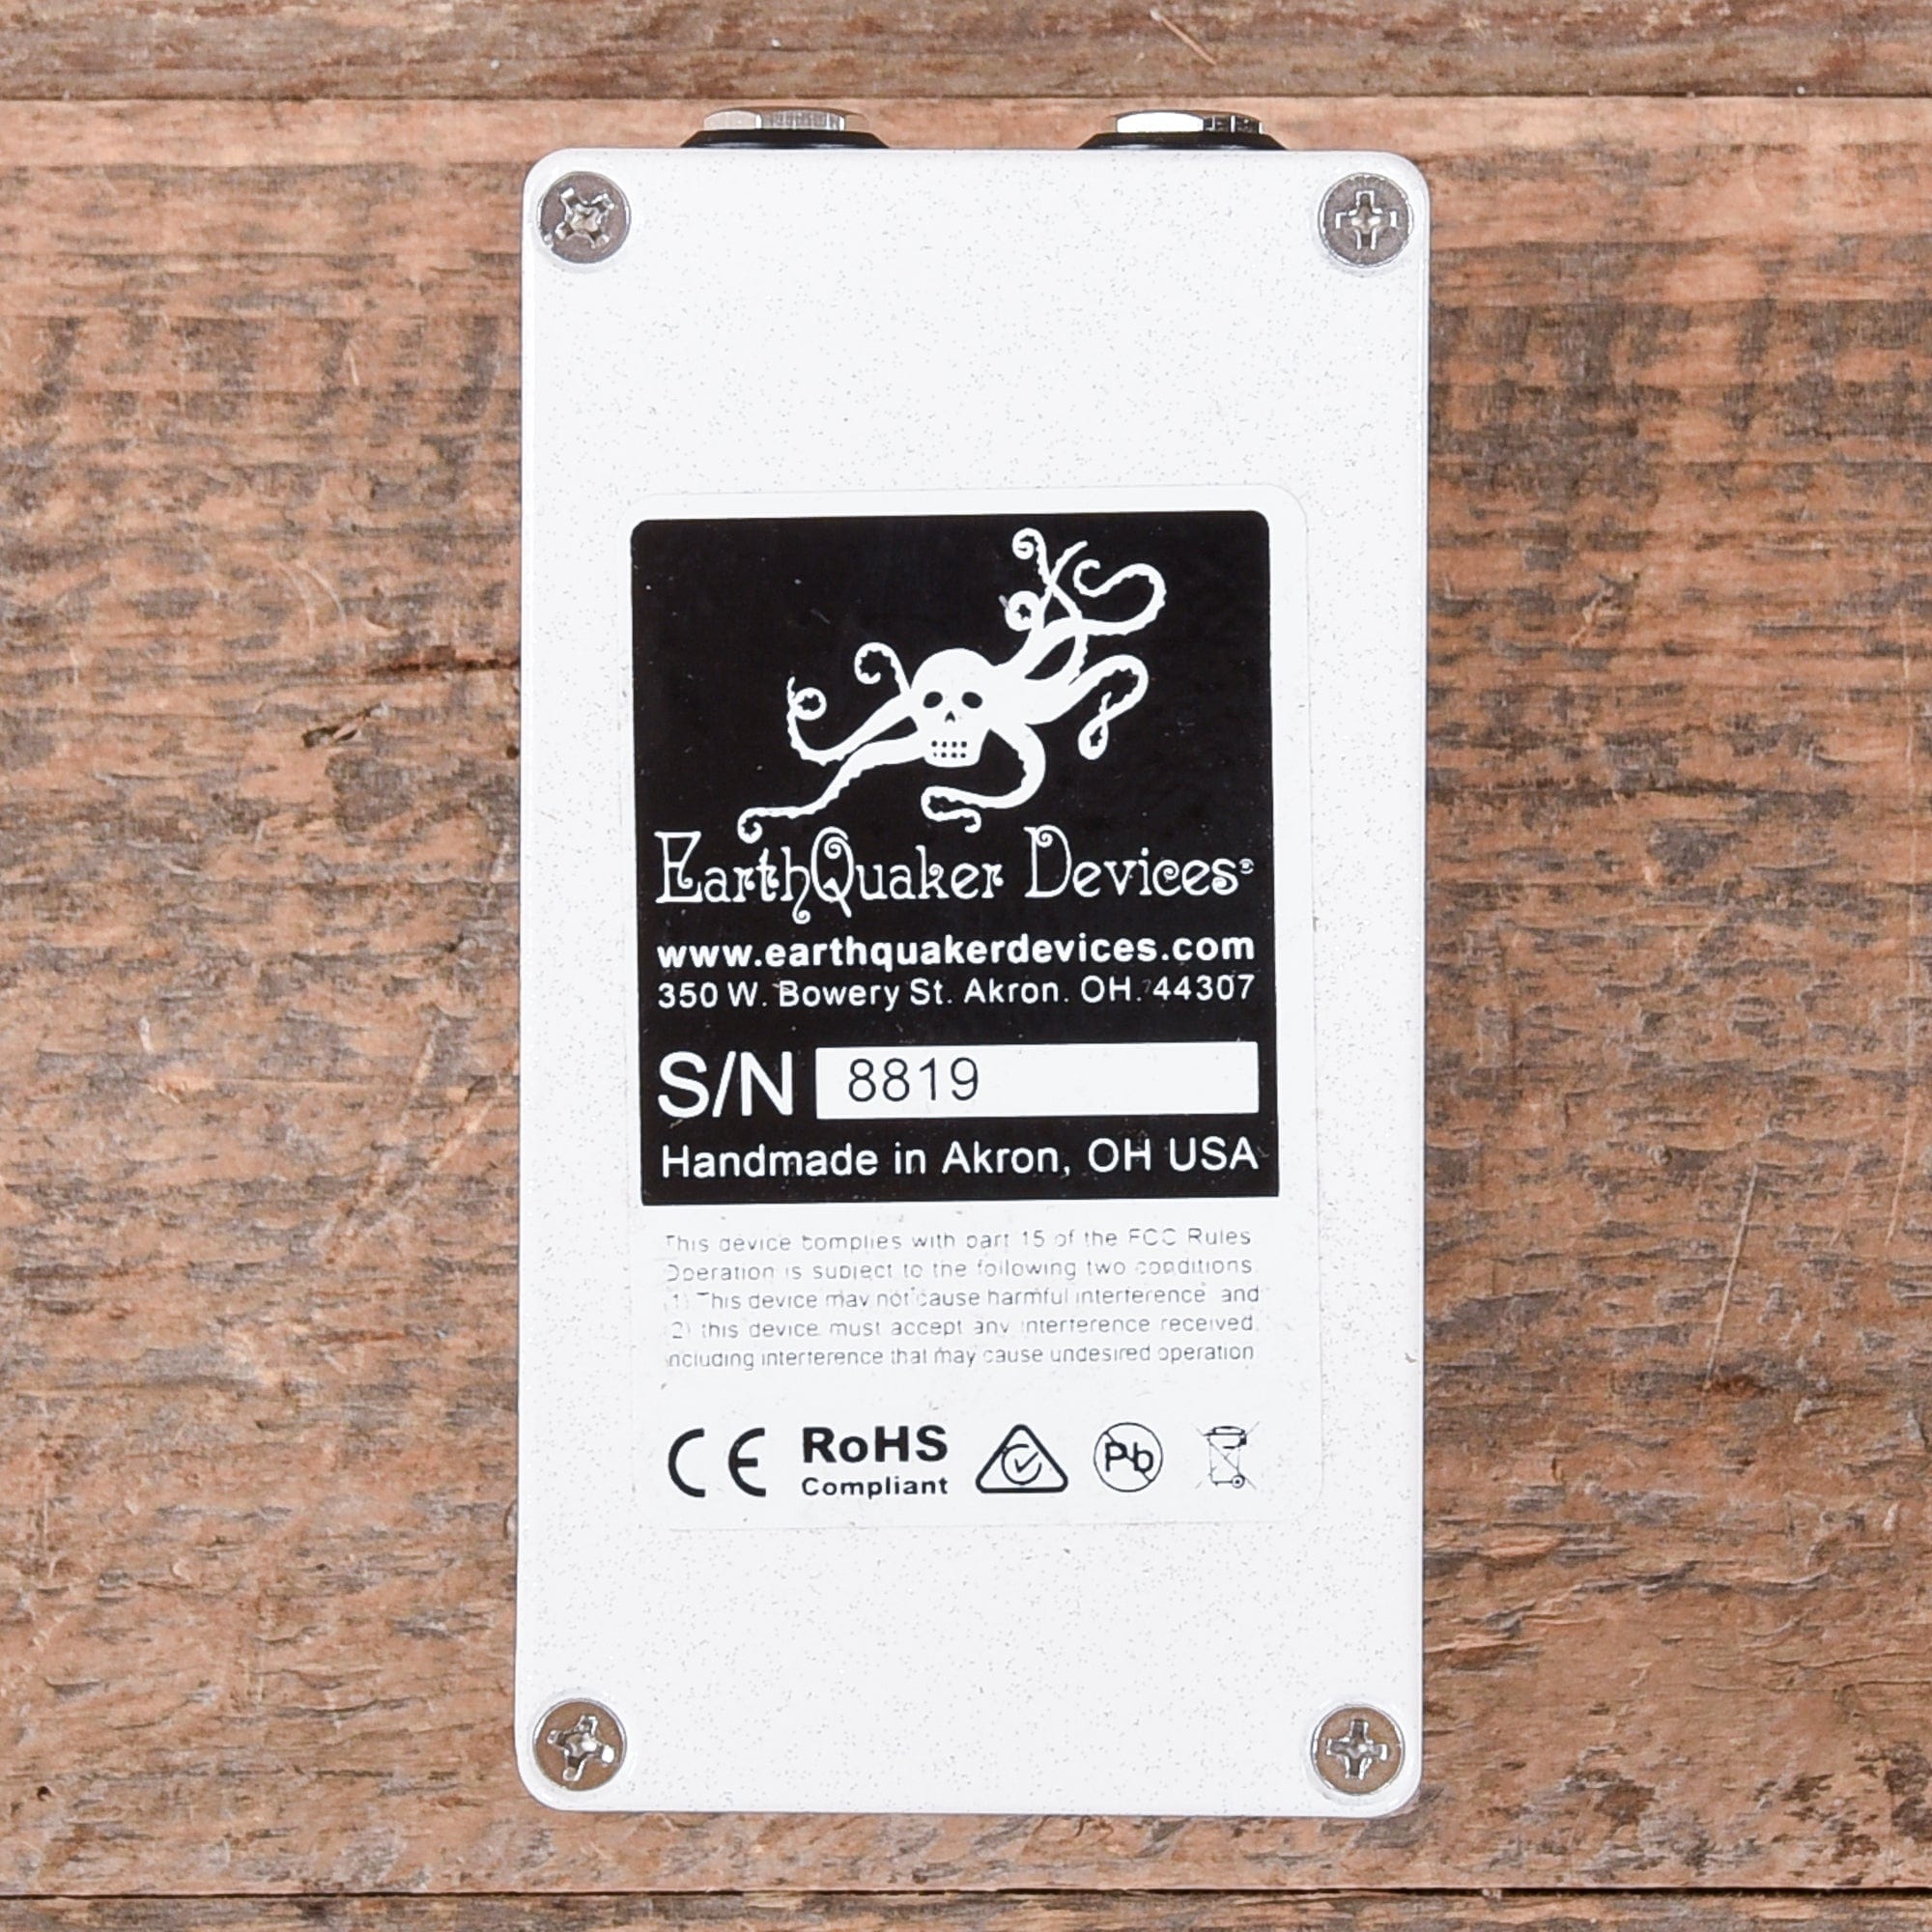 EarthQuaker Devices®
www.earthquakerdevices.com
350 W. Bowery St. Akron. OH. 44307
S/N 8819
Handmade in Akron, OH USA
This device complies with part 15 of the FCC Rules
Operation is subject to the following two conditions.
(1) This device may not cause harmful interference and
(2) this device must accept any interference received.
including interference that may cause undesired operation
CE RoHS Pb
Compliant